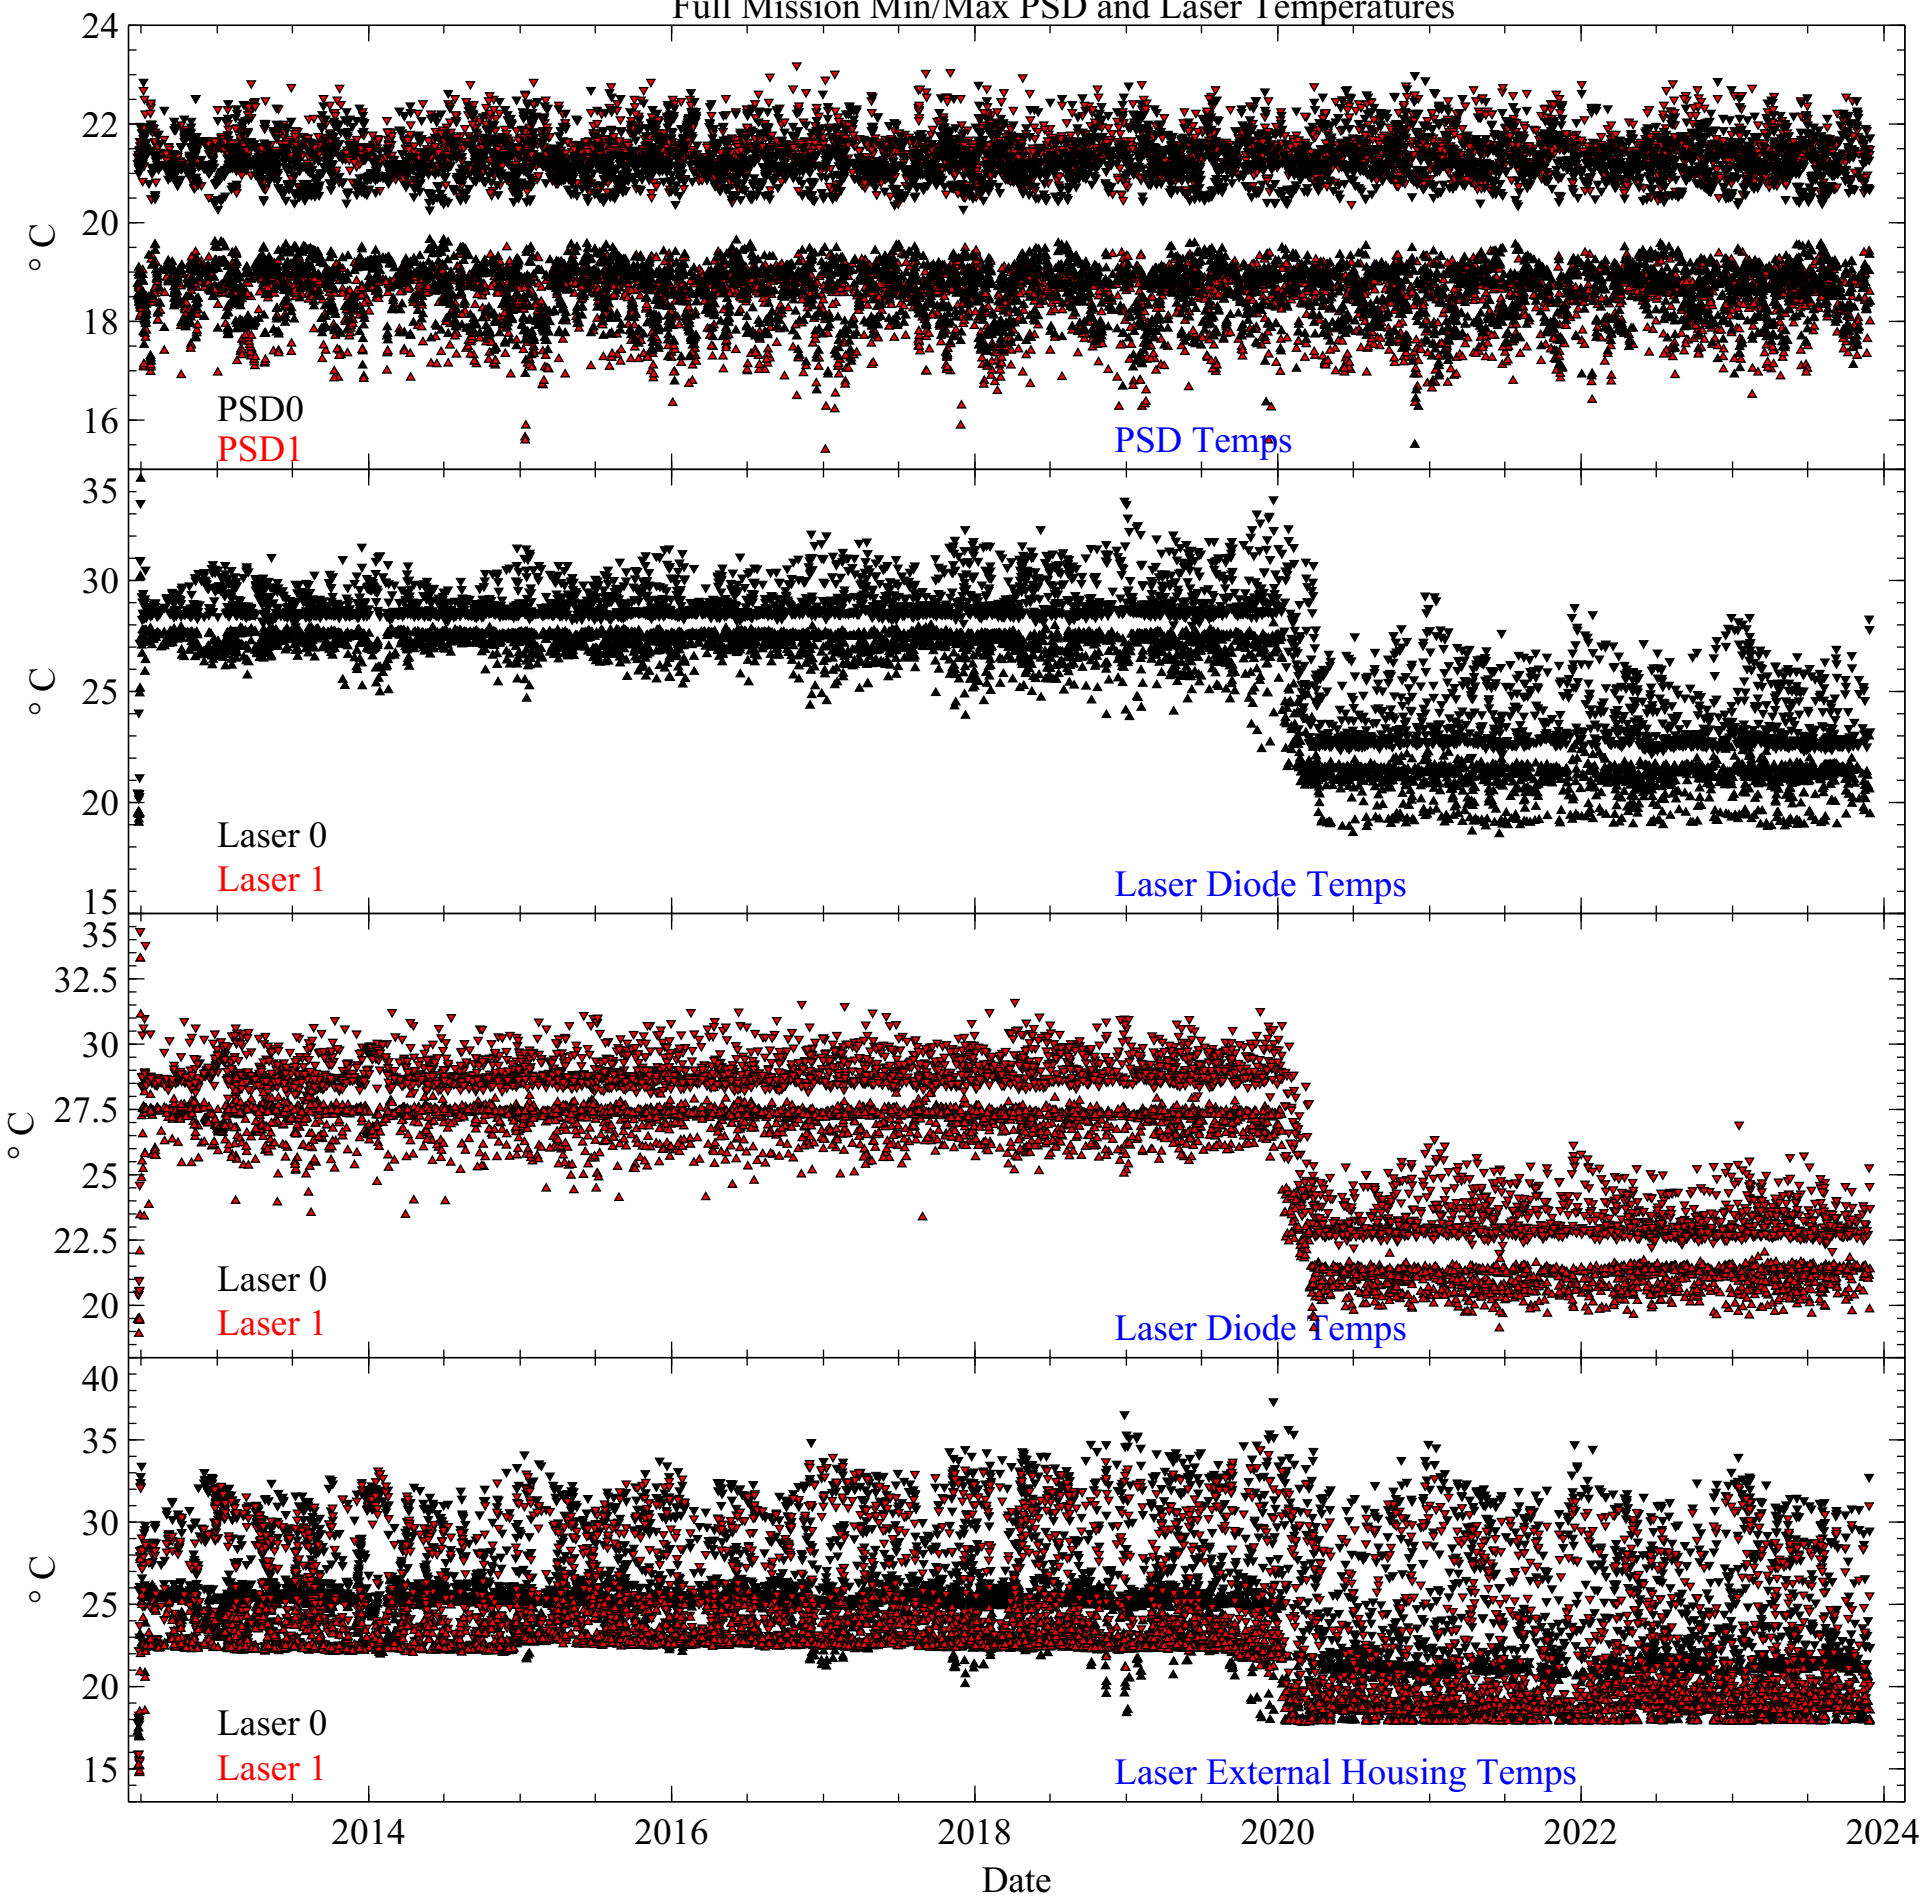 Full Mission Min/Max PSD and Laser Temperatures
24
22
20
18
16
° C
PSD0
PSD1
PSD Temps
35
30
25
20
15
° C
Laser 0
Laser 1
Laser Diode Temps
35
32.5
30
27.5
25
22.5
20
° C
Laser 0
Laser 1
Laser Diode Temps
40
35
30
25
20
15
° C
Laser 0
Laser 1
Laser External Housing Temps
2014 2016 2018 2020 2022 2024
Date